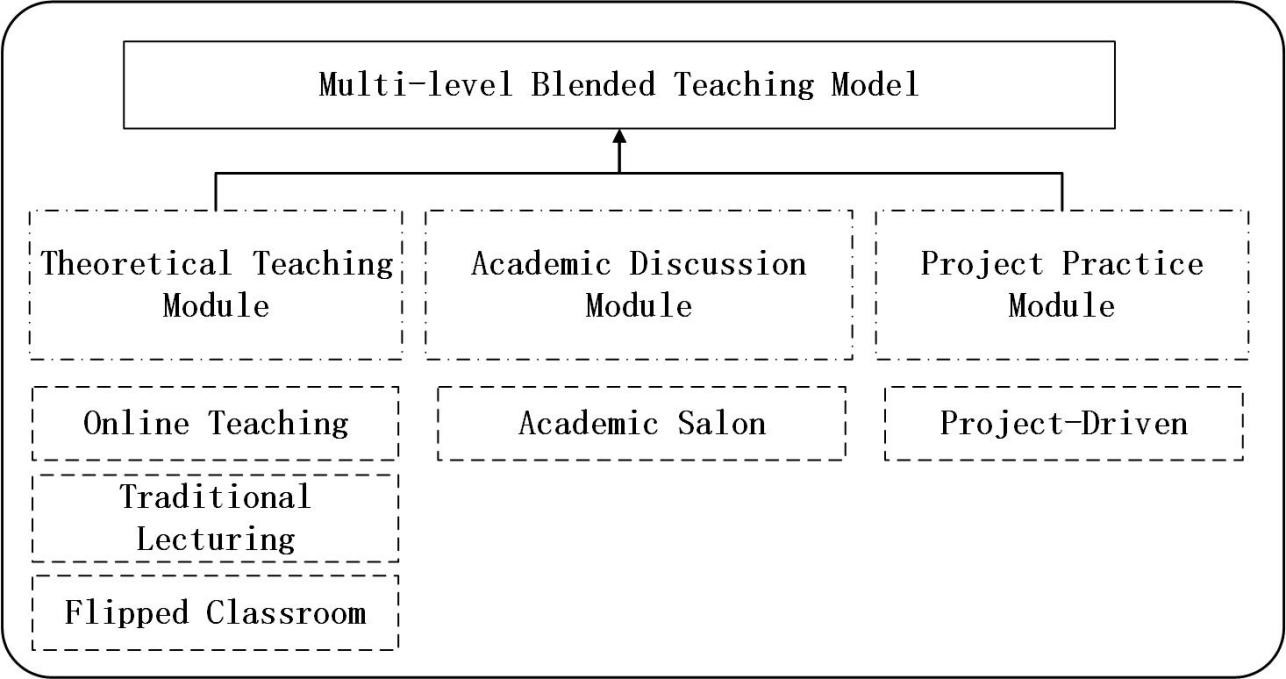 Multi-level Blended Teaching Model
Theoretical Teaching
Module
Academic Discussion
Module
Project Practice
Module
Online Teaching
Academic Salon
Project-Driven
Traditional
Lecturing
Flipped Classroom